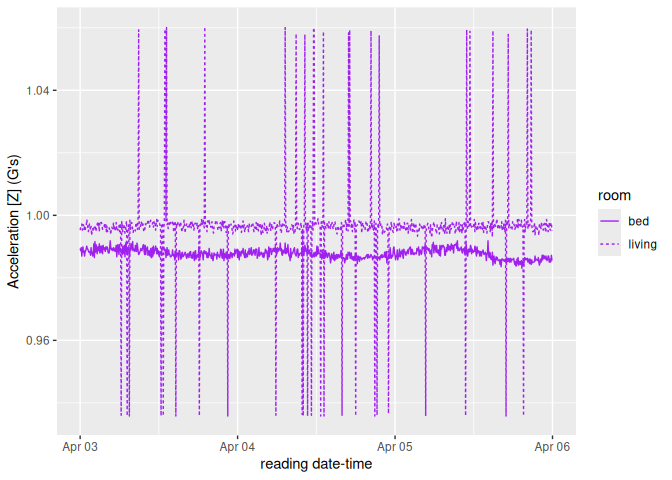 Acceleration [Z] (G's)
1.04
1.00
0.96
Apr 03
Apr 04
Apr 05
Apr 06
reading date-time
room
bed
living